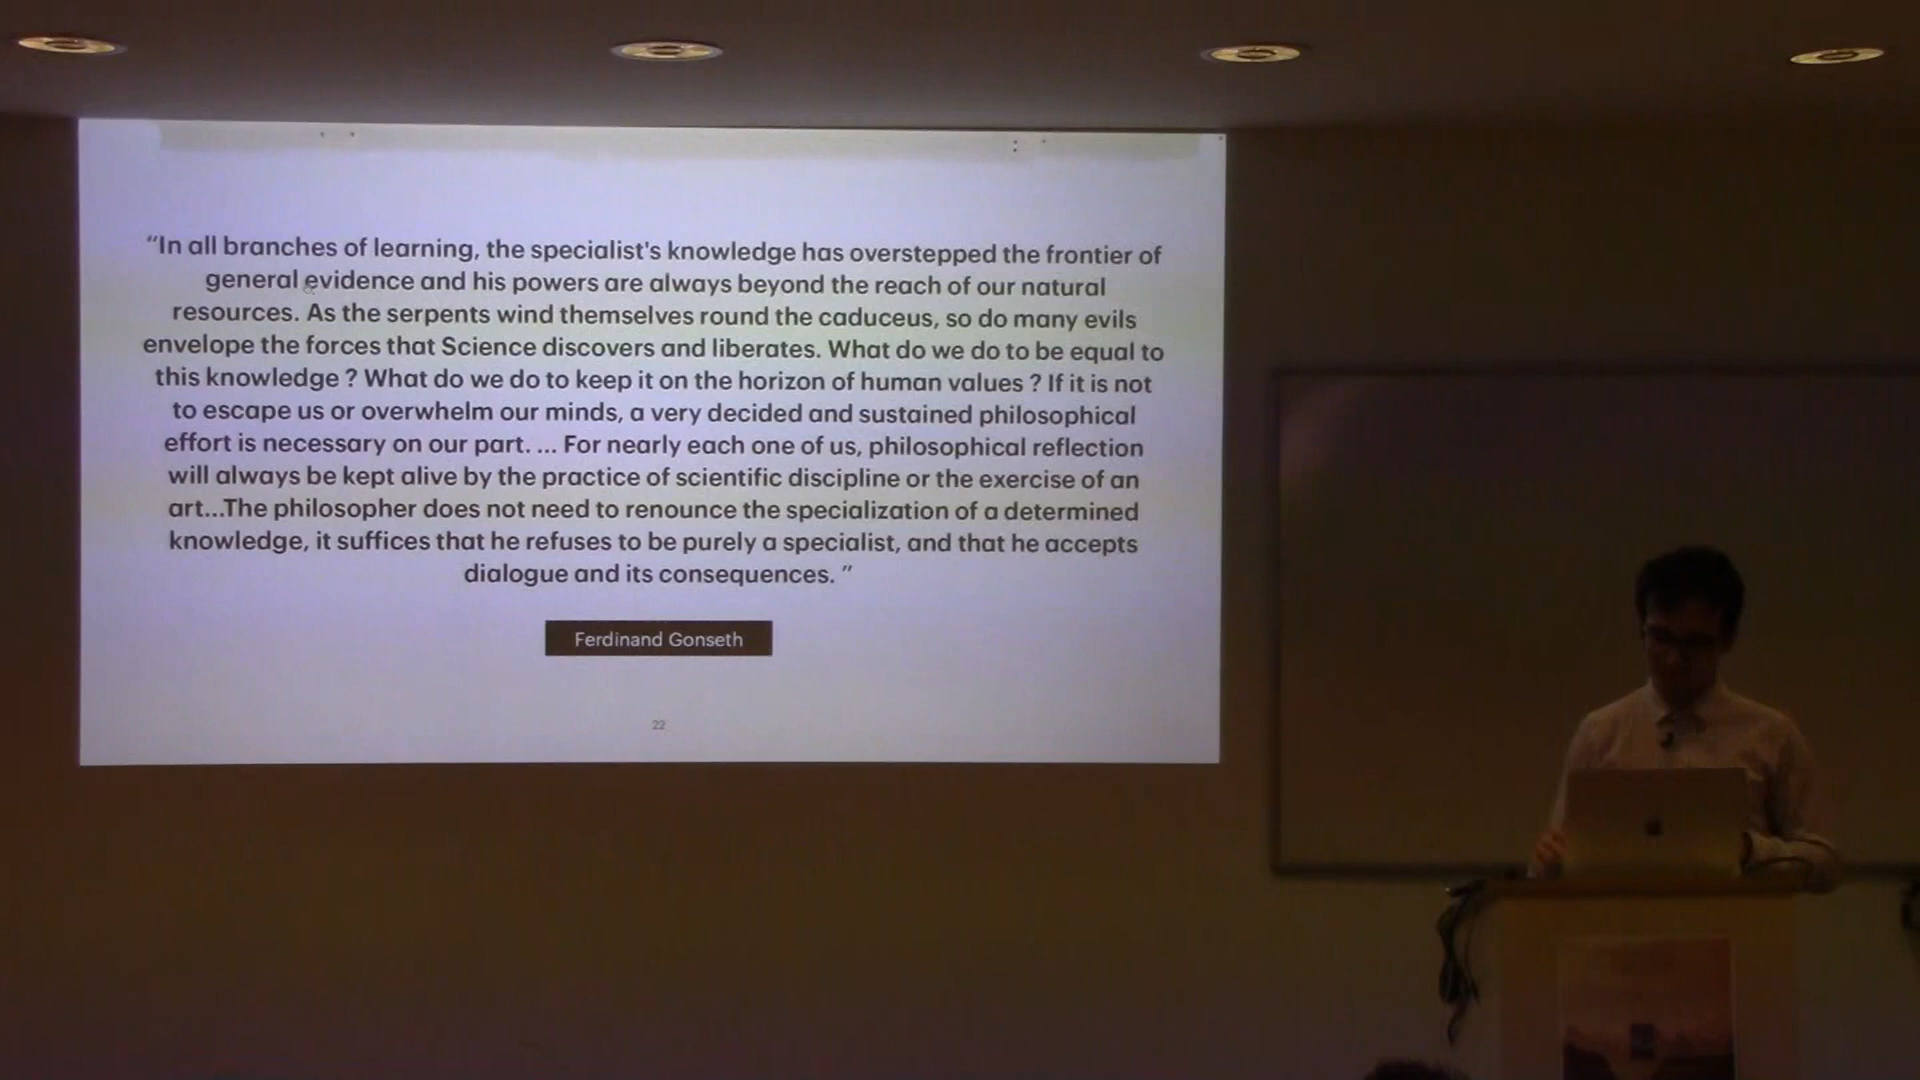 “In all branches of learning, the specialist's knowledge has overstepped the frontier of
general evidence and his powers are always beyond the reach of our natural
resources. As the serpents wind themselves round the caduceus, so do many evils
envelope the forces that Science discovers and liberates. What do we do to be equal to
this knowledge ? What do we do to keep it on the horizon of human values ? If it is not
to escape us or overwhelm our minds, a very decided and sustained philosophical
effort is necessary on our part. ... For nearly each one of us, philosophical reflection
will always be kept alive by the practice of scientific discipline or the exercise of an
art...The philosopher does not need to renounce the specialization of a determined
knowledge, it suffices that he refuses to be purely a specialist, and that he accepts
dialogue and its consequences. ”
Ferdinand Gonseth
22